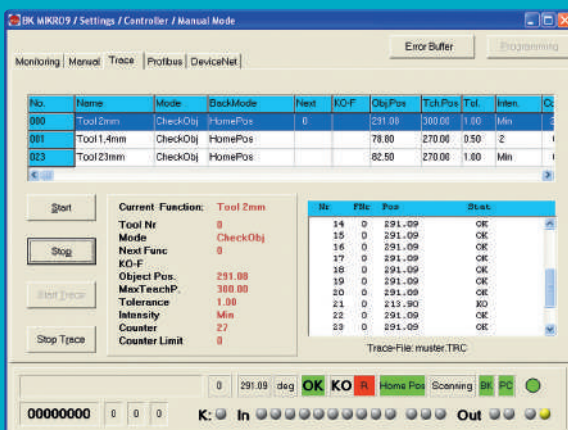 BK MIKRO9 / Settings / Controller / Manual Mode
Error Buffer
Programming
Monitoring Manual Trace Profibus DeviceNet
No. Name Mode BackMode Next KO-F Obj.Pos Tch.Pos Tol. Inten. Co
000 Tool 2mm CheckObj HomePos 0 291.08 300.00 1.00 Min
001 Tool 1,4mm CheckObj HomePos 78.80 270.00 0.50 2
023 Tool 23mm CheckObj HomePos 82.50 270.00 1.00 Min
Start
Stop
Start Trace
Stop Trace
Current Function: Tool 2mm
Tool Nr 0
Mode CheckObj
Next Func 0
KO-F
Object Pos. 291.08
MaxTeachP. 300.00
Tolerance 1.00
Intensity Min
Counter 27
Counter Limit 0
Nr FNr Pos Stat
14 0 291.09 OK
15 0 291.09 OK
16 0 291.09 OK
17 0 291.09 OK
18 0 291.09 OK
19 0 291.09 OK
20 0 291.09 OK
21 0 213.90 KO
22 0 291.09 OK
23 0 291.09 OK
Trace-File: muster.TRC
0 291.09 deg OK KO R Home Pos Scanning BK PC
00000000 0 0 0 K: In Out